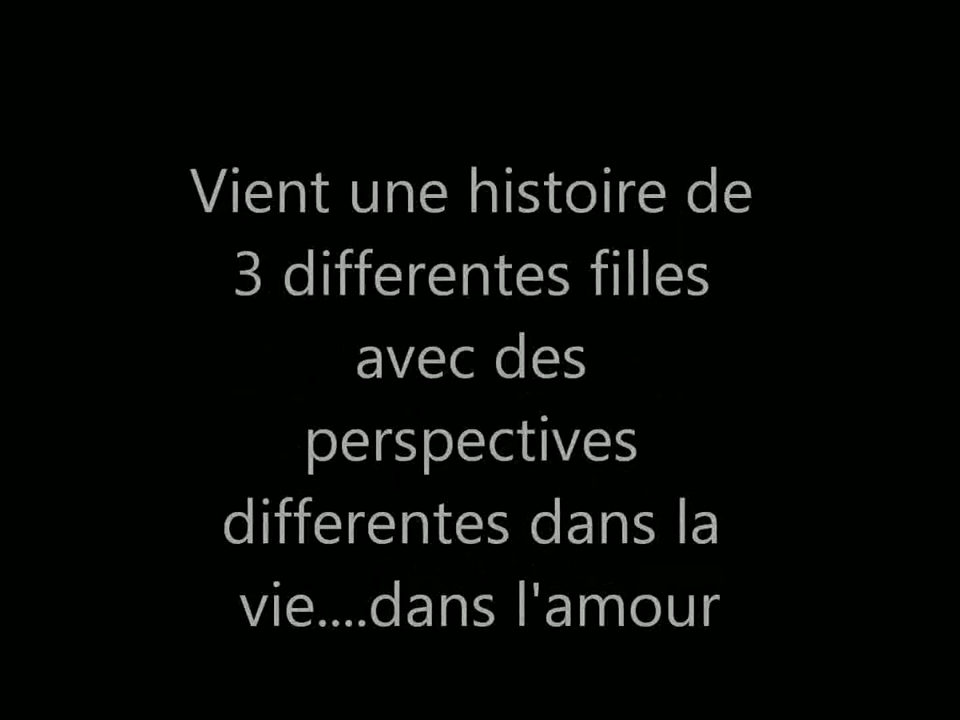 Vient une histoire de
3 differentes filles
avec des
perspectives
differentes dans la
vie....dans l'amour